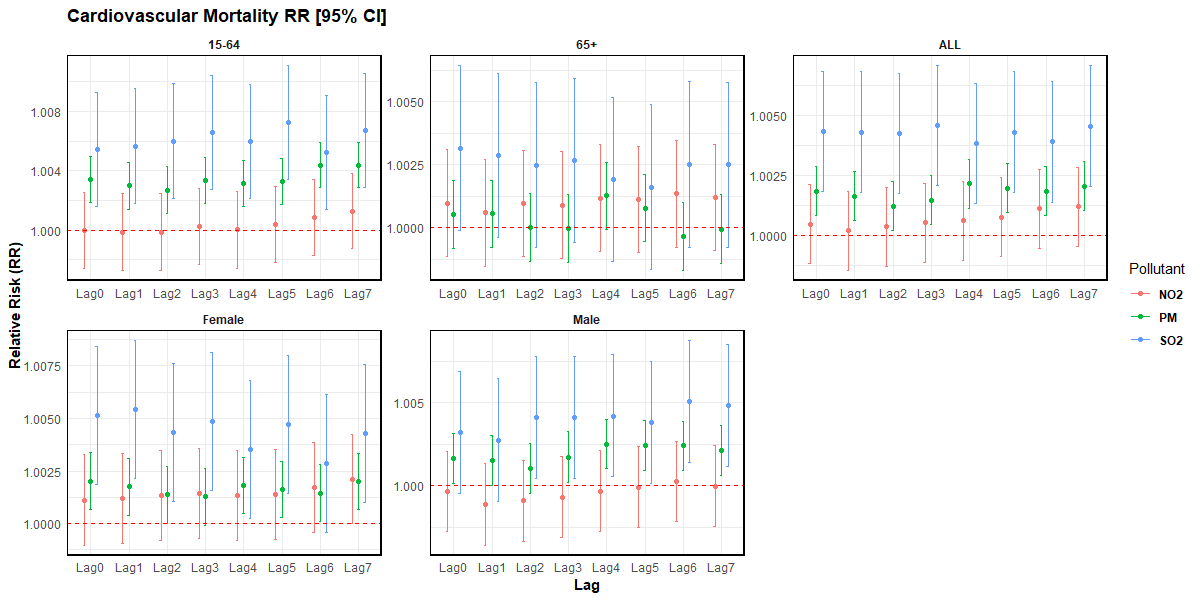 Cardiovascular Mortality RR [95% CI]
15-64
65+
ALL
1.008
1.004
1.000
1.0050
1.0025
1.0000
1.0050
1.0025
1.0000
Lag0 Lag1 Lag2 Lag3 Lag4 Lag5 Lag6 Lag7
Lag0 Lag1 Lag2 Lag3 Lag4 Lag5 Lag6 Lag7
Lag0 Lag1 Lag2 Lag3 Lag4 Lag5 Lag6 Lag7
Female
Male
1.0075
1.0050
1.0025
1.0000
1.005
1.000
Lag0 Lag1 Lag2 Lag3 Lag4 Lag5 Lag6 Lag7
Lag0 Lag1 Lag2 Lag3 Lag4 Lag5 Lag6 Lag7
Relative Risk (RR)
Lag
Pollutant
NO2
PM
SO2